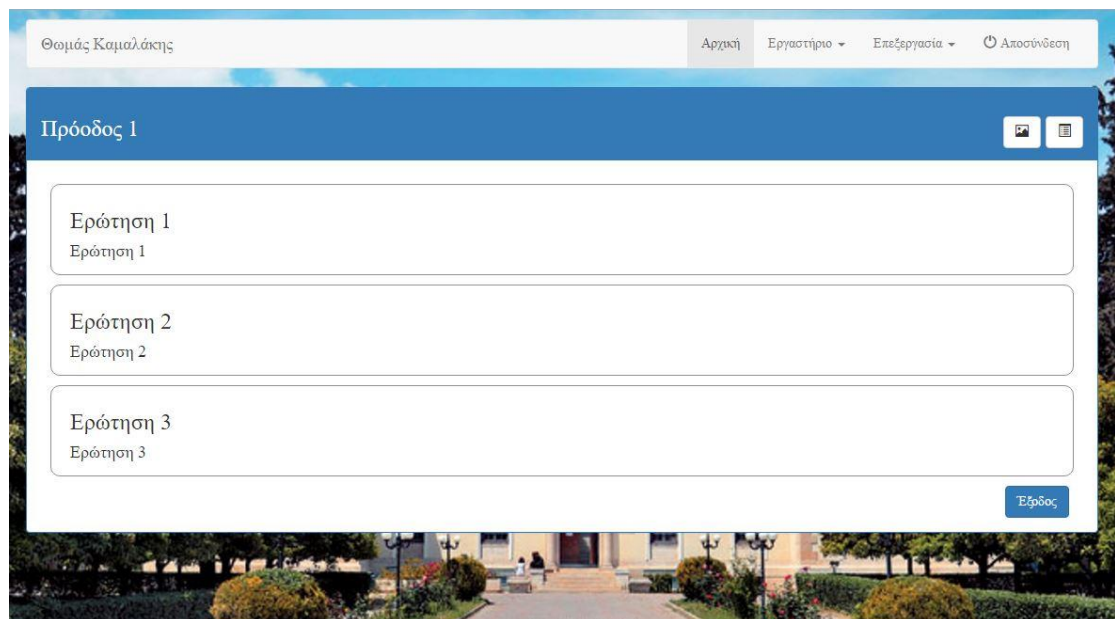 Θωμάς Καμαλάκης Αρχική Εργαστήριο Επεξεργασία Αποσύνδεση
Πρόοδος 1
Ερώτηση 1
Ερώτηση 1
Ερώτηση 2
Ερώτηση 2
Ερώτηση 3
Ερώτηση 3
Έξοδος